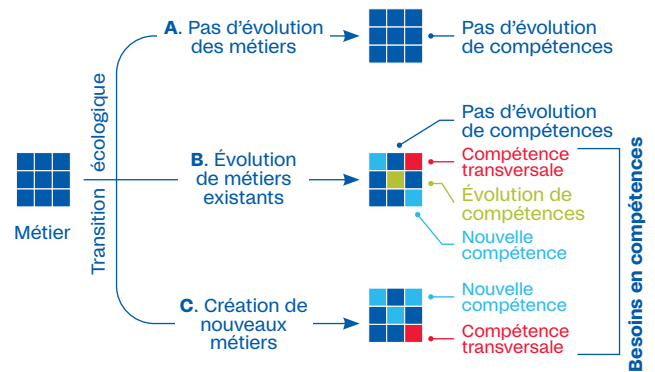 A. Pas d'évolution
des métiers
Pas d'évolution
de compétences
Métier
Transition écologique
B. Évolution
de métiers
existants
Pas d'évolution
de compétences
Compétence
transversale
Évolution de
compétences
Nouvelle
compétence
C. Création de
nouveaux
métiers
Nouvelle
compétence
Compétence
transversale
Besoins en compétences